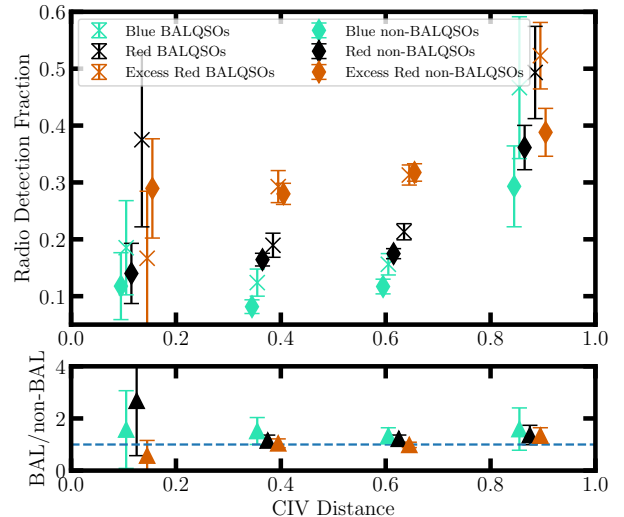 Blue BALQSOs
Red BALQSOs
Excess Red BALQSOs
Blue non-BALQSOs
Red non-BALQSOs
Excess Red non-BALQSOs
Radio Detection Fraction
0.6
0.5
0.4
0.3
0.2
0.1
0.0
0.2
0.4
0.6
0.8
1.0
BAL/non-BAL
4
2
0
0.0
0.2
0.4
0.6
0.8
1.0
CIV Distance